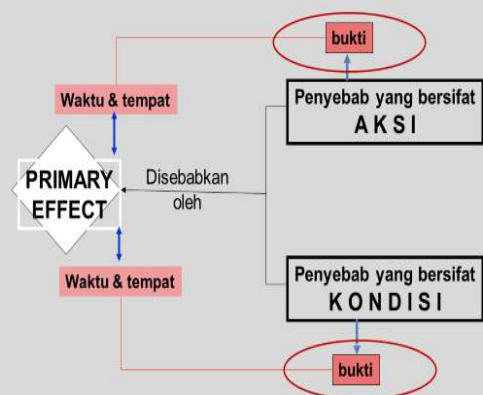 bukti
Waktu & tempat
Penyebab yang bersifat
A K S I
PRIMARY
EFFECT
Disebabkan
oleh
Waktu & tempat
Penyebab yang bersifat
K O N D I S I
bukti